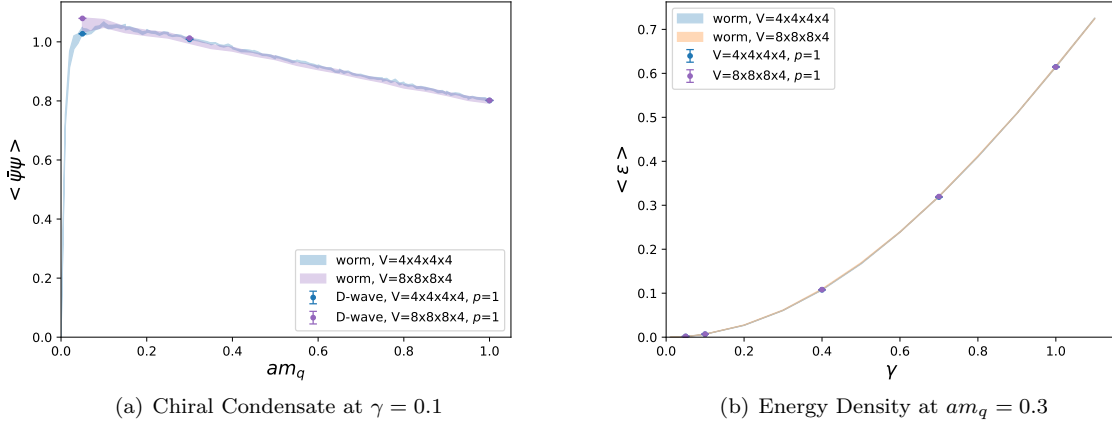 1.0
0.8
0.6
0.4
0.2
0.0
< ψ̄ψ >
worm, V=4x4x4x4
worm, V=8x8x8x4
D-wave, V=4x4x4x4, p=1
D-wave, V=8x8x8x4, p=1
0.0 0.2 0.4 0.6 0.8 1.0
am_q
(a) Chiral Condensate at γ = 0.1
0.7
0.6
0.5
0.4
0.3
0.2
0.1
0.0
< ε >
worm, V=4x4x4x4
worm, V=8x8x8x4
V=4x4x4x4, p=1
V=8x8x8x4, p=1
0.0 0.2 0.4 0.6 0.8 1.0
γ
(b) Energy Density at am_q = 0.3